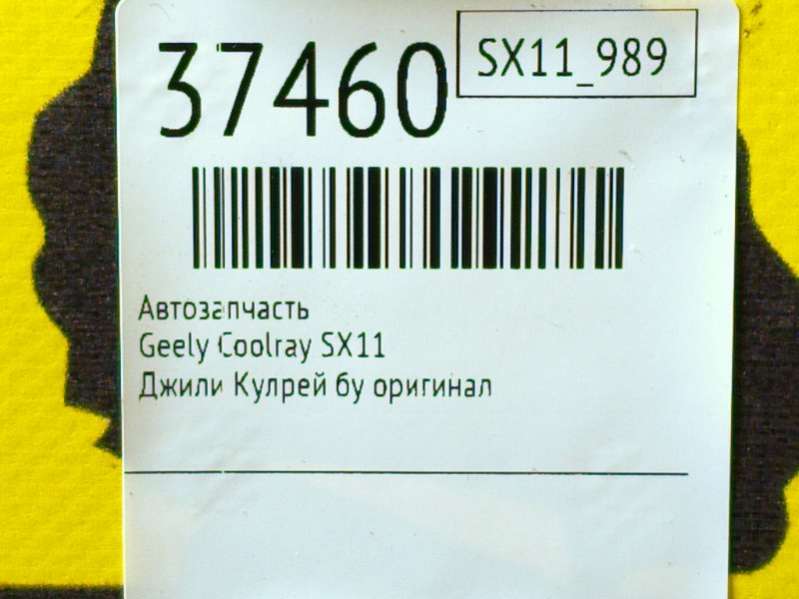 37460
SX11_989
Автозапчасть
Geely Coolray SX11
Джили Кулрей бу оригинал